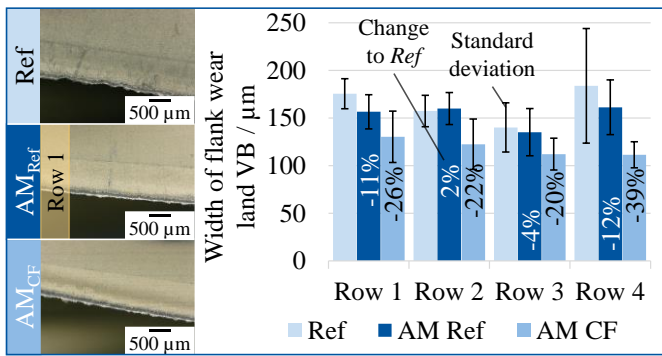 Ref
500 µm
AM_Ref
Row 1
500 µm
AM_CF
500 µm
Width of flank wear
land VB / µm
250
200
150
100
50
0
Change
to Ref
Standard
deviation
-11%
-26%
2%
-22%
-4%
-20%
-12%
-39%
Row 1 Row 2 Row 3 Row 4
Ref AM Ref AM CF